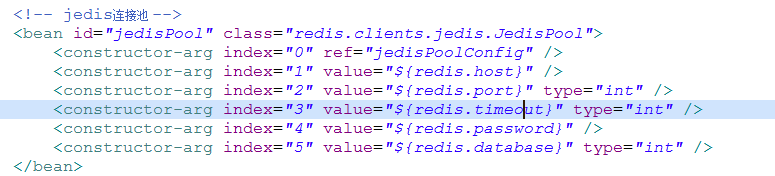 <!-- jedis连接池 -->
<bean id="jedisPool" class="redis.clients.jedis.JedisPool">
<constructor-arg index="0" ref="jedisPoolConfig" />
<constructor-arg index="1" value="${redis.host}" />
<constructor-arg index="2" value="${redis.port}" type="int" />
<constructor-arg index="3" value="${redis.timeout}" type="int" />
<constructor-arg index="4" value="${redis.password}" />
<constructor-arg index="5" value="${redis.database}" type="int" />
</bean>